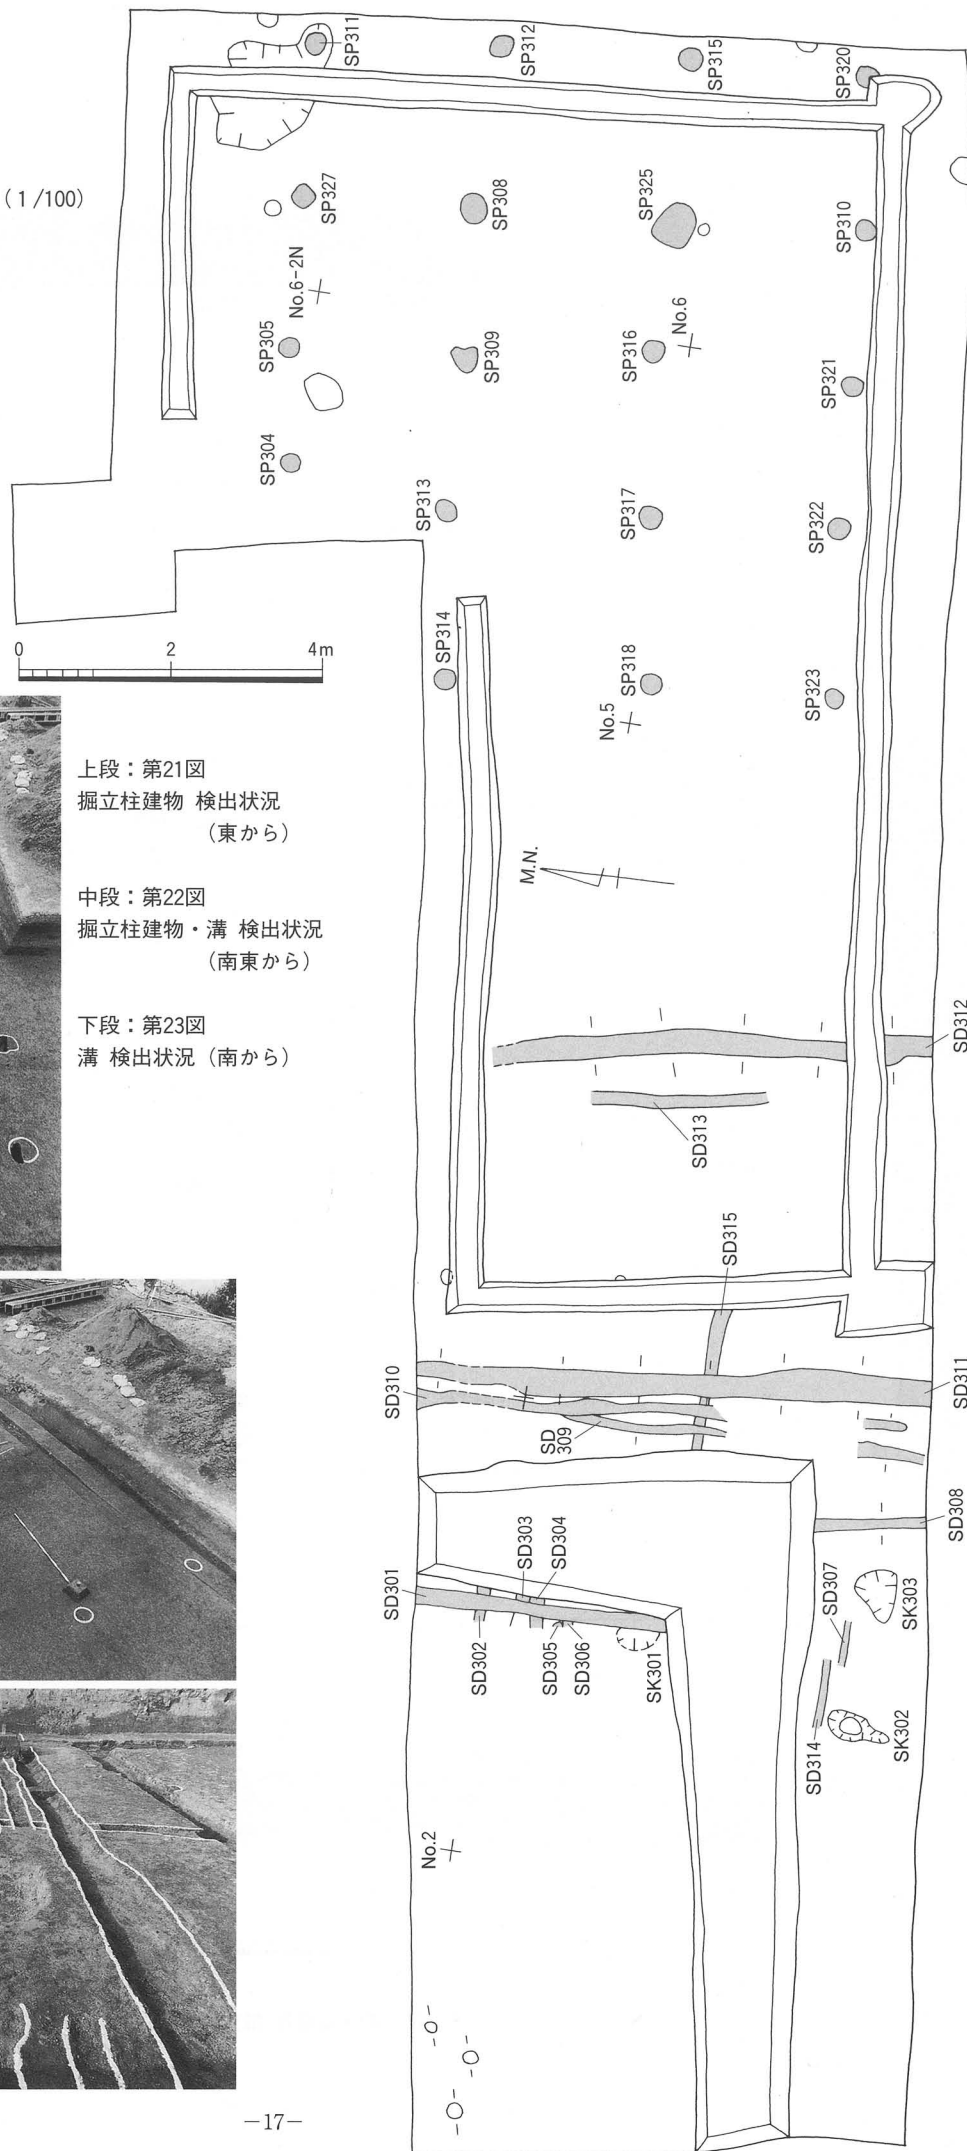 (1/100)
SP311
SP312
SP315
SP320
SP327
SP308
SP325
SP310
No.6-2N
SP305
SP309
SP316
No.6
SP321
SP304
SP313
SP317
SP322
0 2 4m
SP314
SP318
No.5
SP323
上段：第21図
掘立柱建物 検出状況
（東から）
中段：第22図
掘立柱建物・溝 検出状況
（南東から）
下段：第23図
溝 検出状況（南から）
M.N.
SD312
SD313
SD315
SD310
SD311
SD
309
SD308
SD301
SD303
SD304
SD302
SD305
SD306
SK301
SD307
SK303
SD314
SK302
No.2
—17—